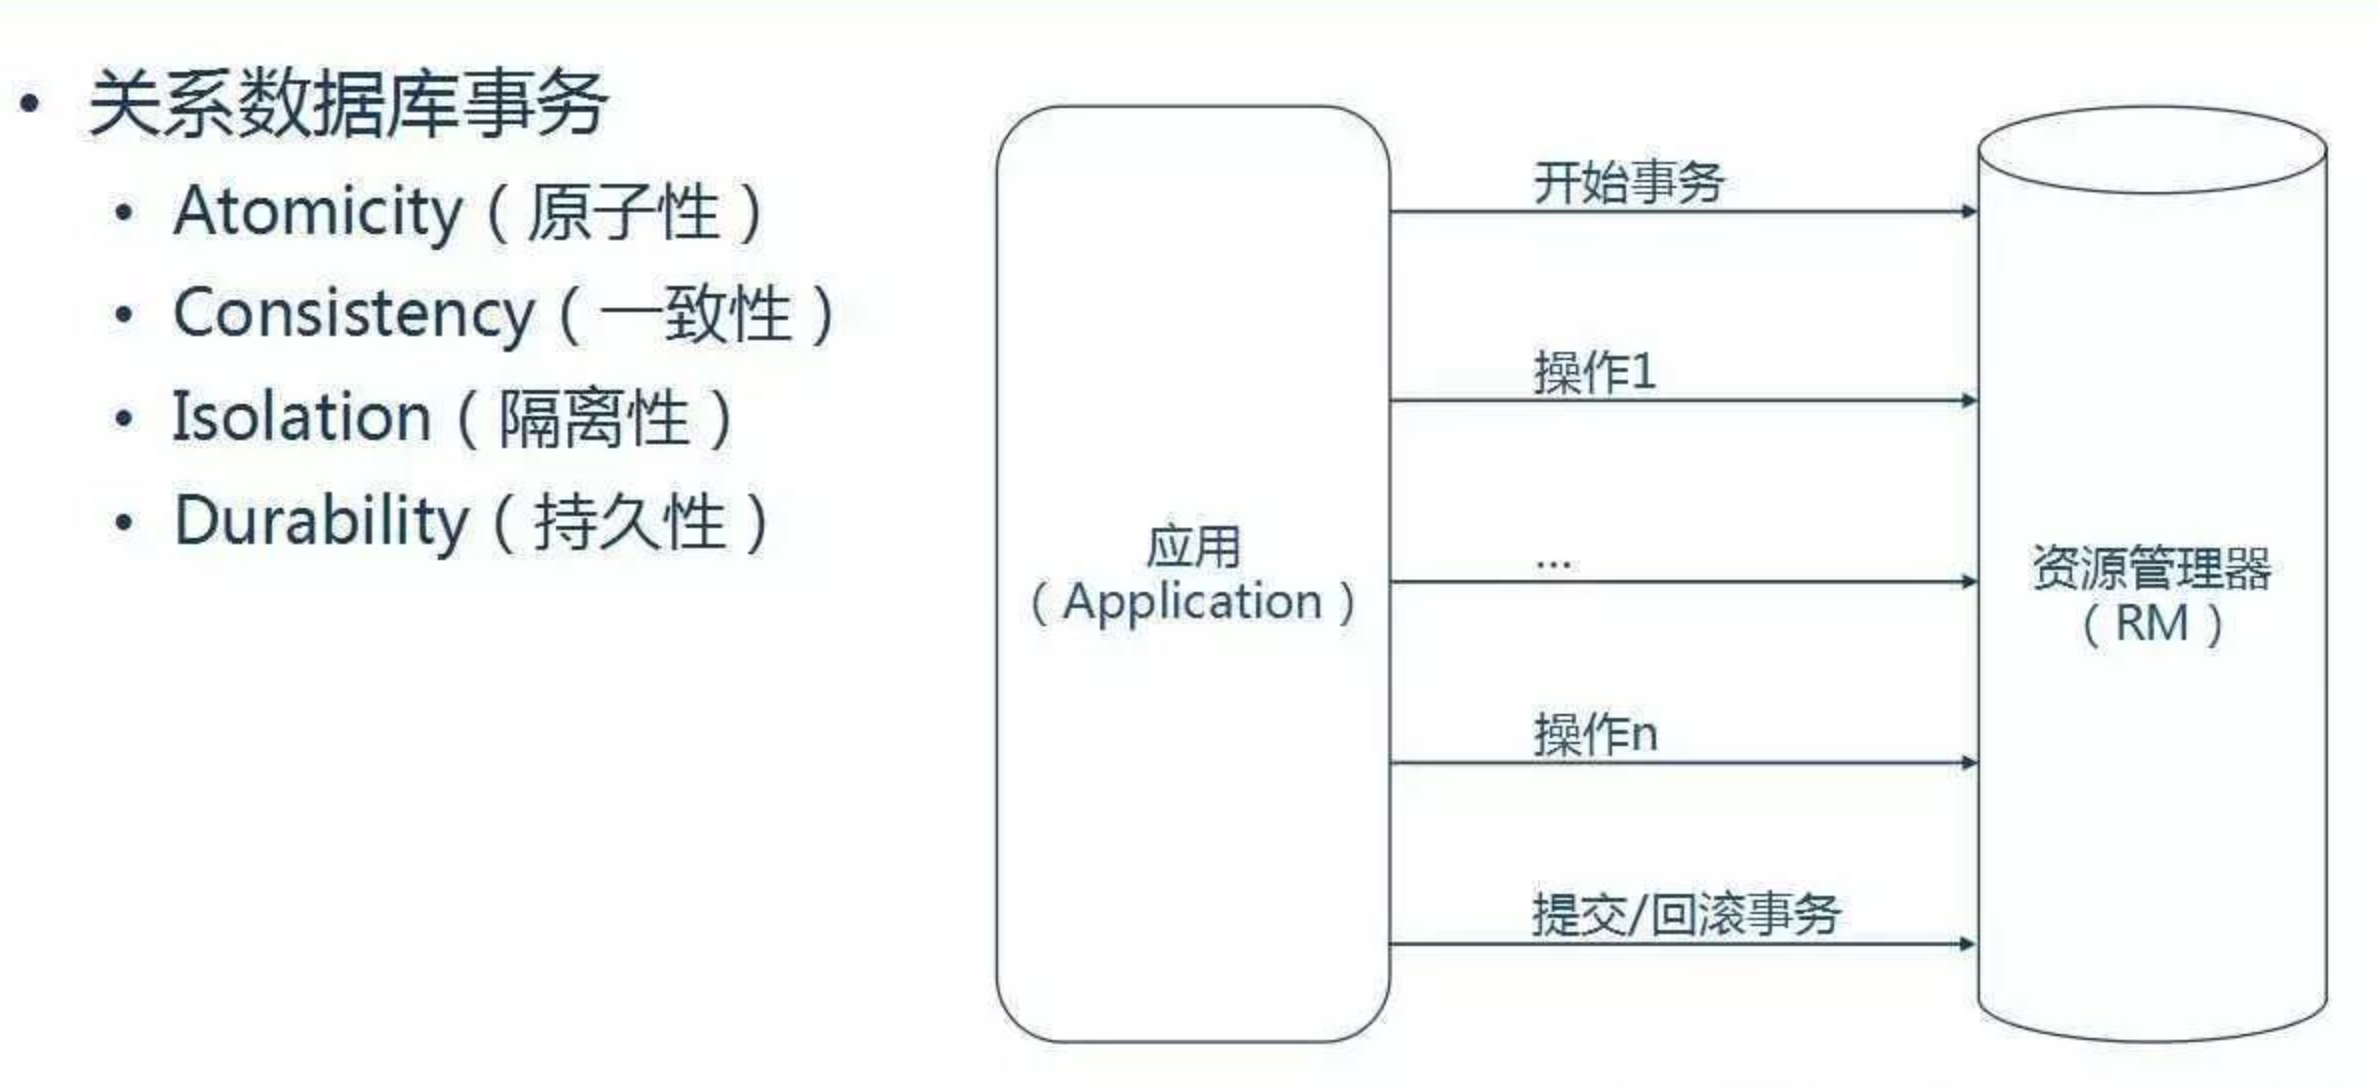 • 关系数据库事务
• Atomicity（原子性）
• Consistency（一致性）
• Isolation（隔离性）
• Durability（持久性）
应用
（Application）
开始事务
操作1
...
操作n
提交/回滚事务
资源管理器
（RM）